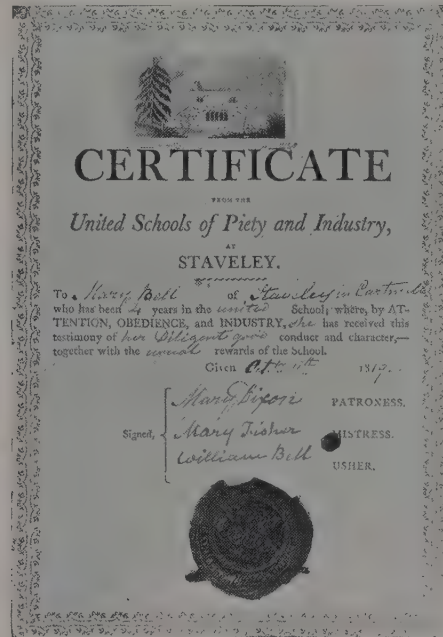 CERTIFICATE
FROM THE
United Schools of Piety and Industry,
AT
STAVELEY.
To Mary Bell of Staveley in Cartmel
who has been 4 years in the united School; where, by AT-
TENTION, OBEDIENCE, and INDUSTRY, she has received this
testimony of her Diligent good conduct and character,—
together with the usual rewards of the School.
Given Octr 11th 1819.
Mary Dixon PATRONESS.
Signed, Mary Fisher MISTRESS.
William Bell USHER.